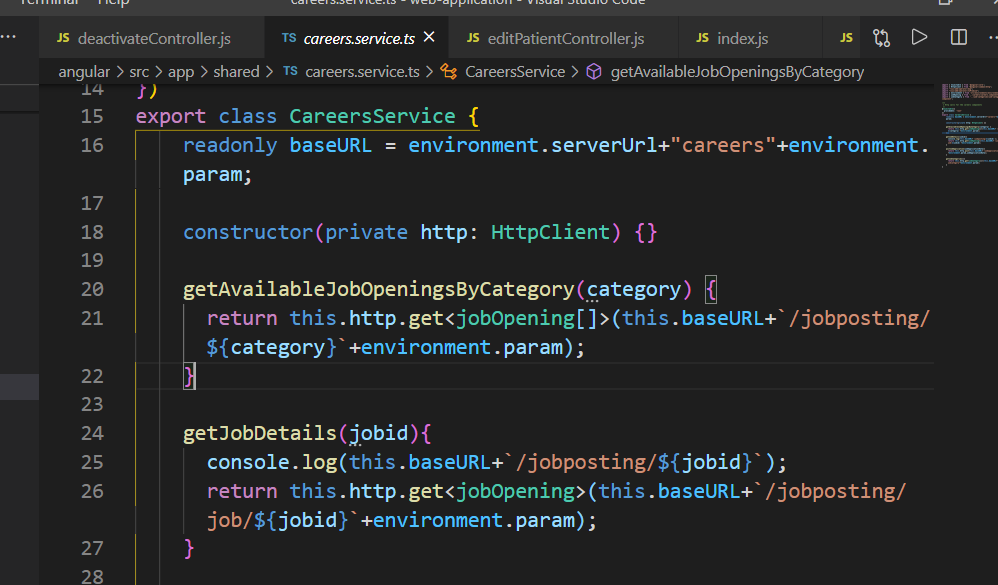 Terminal Help careers.service.ts - web-application - Visual Studio Code
... JS deactivateController.js TS careers.service.ts × JS editPatientController.js JS index.js JS
angular > src > app > shared > TS careers.service.ts > CareersService > getAvailableJobOpeningsByCategory
14 })
15 export class CareersService {
16 readonly baseURL = environment.serverUrl+"careers"+environment.
param;
17
18 constructor(private http: HttpClient) {}
19
20 getAvailableJobOpeningsByCategory(category) {
21 return this.http.get<jobOpening[]>(this.baseURL+`/jobposting/
${category}`+environment.param);
22 }
23
24 getJobDetails(jobid){
25 console.log(this.baseURL+`/jobposting/${jobid}`);
26 return this.http.get<jobOpening>(this.baseURL+`/jobposting/
job/${jobid}`+environment.param);
27 }
28